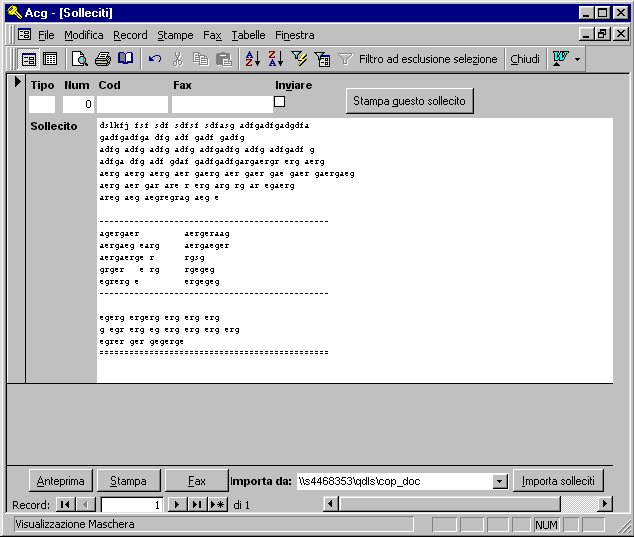 Acg - [Solleciti]
File Modifica Record Stampe Fax Tabelle Finestra
Filtro ad esclusione selezione Chiudi
Tipo Num Cod Fax Inviare
0
Stampa questo sollecito
Sollecito
dslkfj fsf sdf sdfsf sdfasg adfgadfgadgdfa
gadfgadfga dfg adf gadf gadfg
adfg adfg adfg adfg adfgadfg adfg adfgadf g
adfga dfg adf gdaf gadfgadfgargaergr erg aerg
aerg aerg aerg aer gaerg aer gaer gae gaer gaergaeg
aerg aer gar are r erg arg rg ar egaerg
areg aeg aegregrag aeg e
-----------------------------------------------
agergaer aergeraag
aergaeg earg aergaeger
aergaerge r rgsg
grger e rg rgegeg
egrerg e ergegeg
-----------------------------------------------
egerg ergerg erg erg erg
g egr erg eg erg erg erg erg
egrer ger gegerge
===============================================
Anteprima Stampa Fax Importa da: \\s4468353\qdls\cop_doc Importa solleciti
Record: 1 di 1
Visualizzazione Maschera NUM